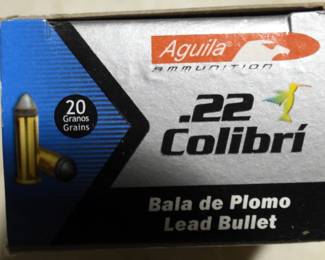 Aguila®
AMMUNITION
20
Granos
Grains
.22
Colibrí
Bala de Plomo
Lead Bullet